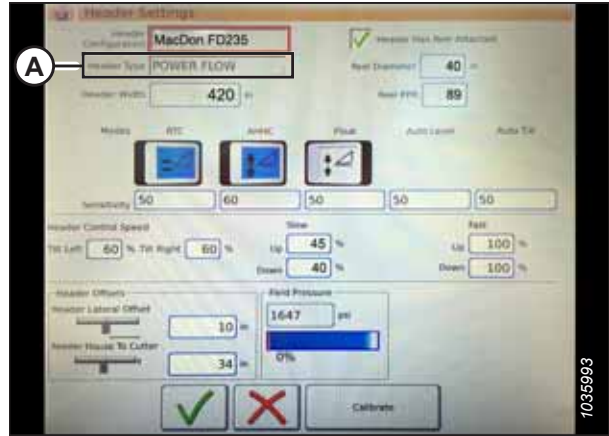 Header Settings
Header Configuration MacDon FD235
Header Has Reel Attached
A
Header Type POWER FLOW
Reel Diameter 40 in
Header Width 420 in
Reel PPR 89
Modes RTC AHHC Float Auto Level Auto Tilt
Sensitivity 50 60 50 50 50
Header Control Speed Slow Fast
Tilt Left 60 % Tilt Right 60 % Up 45 % Up 100 %
Down 40 % Down 100 %
Header Offsets Field Pressure
Header Lateral Offset 1647 psi
10 in
0%
Feeder House To Cutter
34 in
Calibrate
1035993